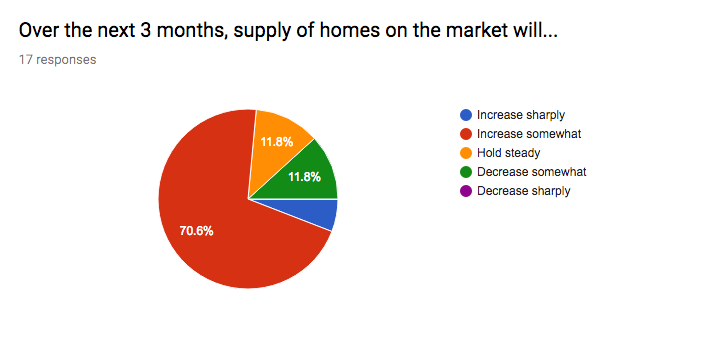 Over the next 3 months, supply of homes on the market will...
17 responses
11.8%
11.8%
70.6%
Increase sharply
Increase somewhat
Hold steady
Decrease somewhat
Decrease sharply